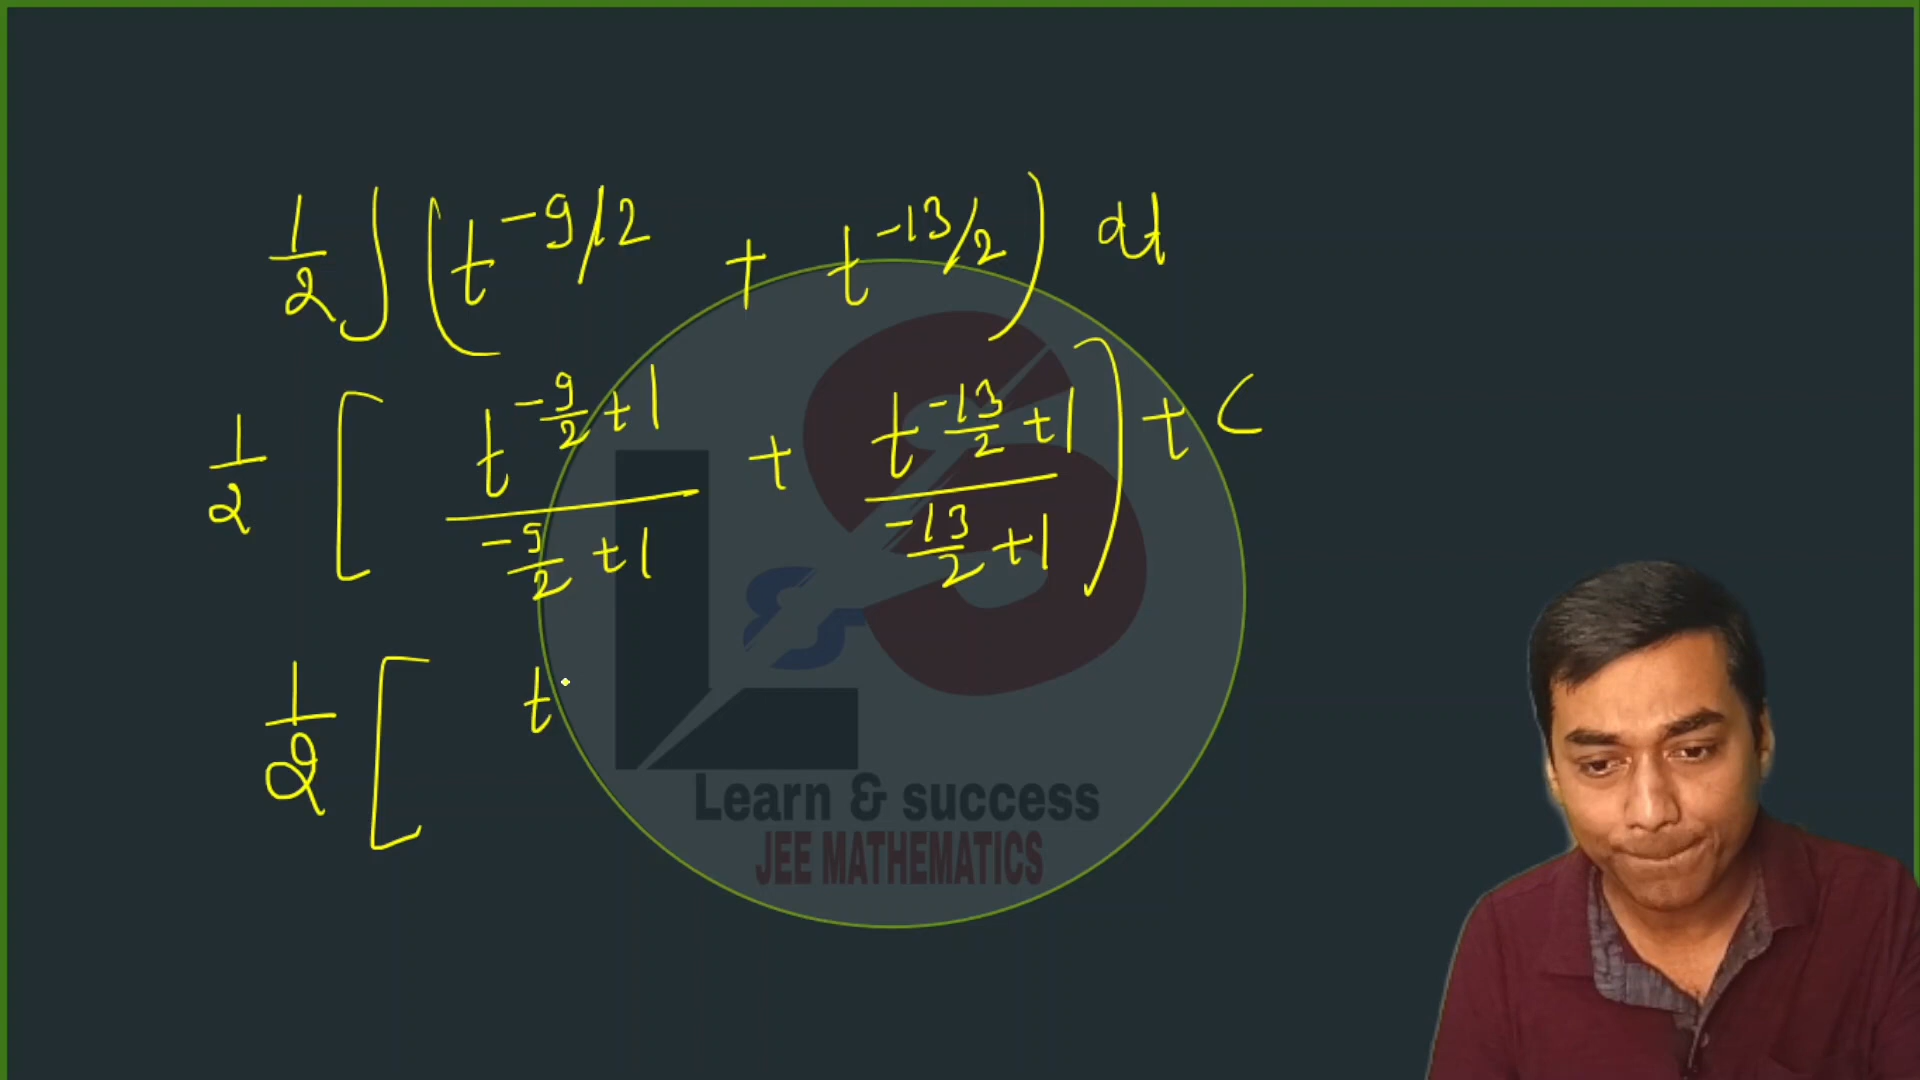 1/2 ∫ (t^{-9/2} + t^{-13/2}) dt
1/2 [ t^{-9/2 + 1} / (-9/2 + 1) + t^{-13/2 + 1} / (-13/2 + 1) ] + C
1/2 [ t
Learn & success
JEE MATHEMATICS